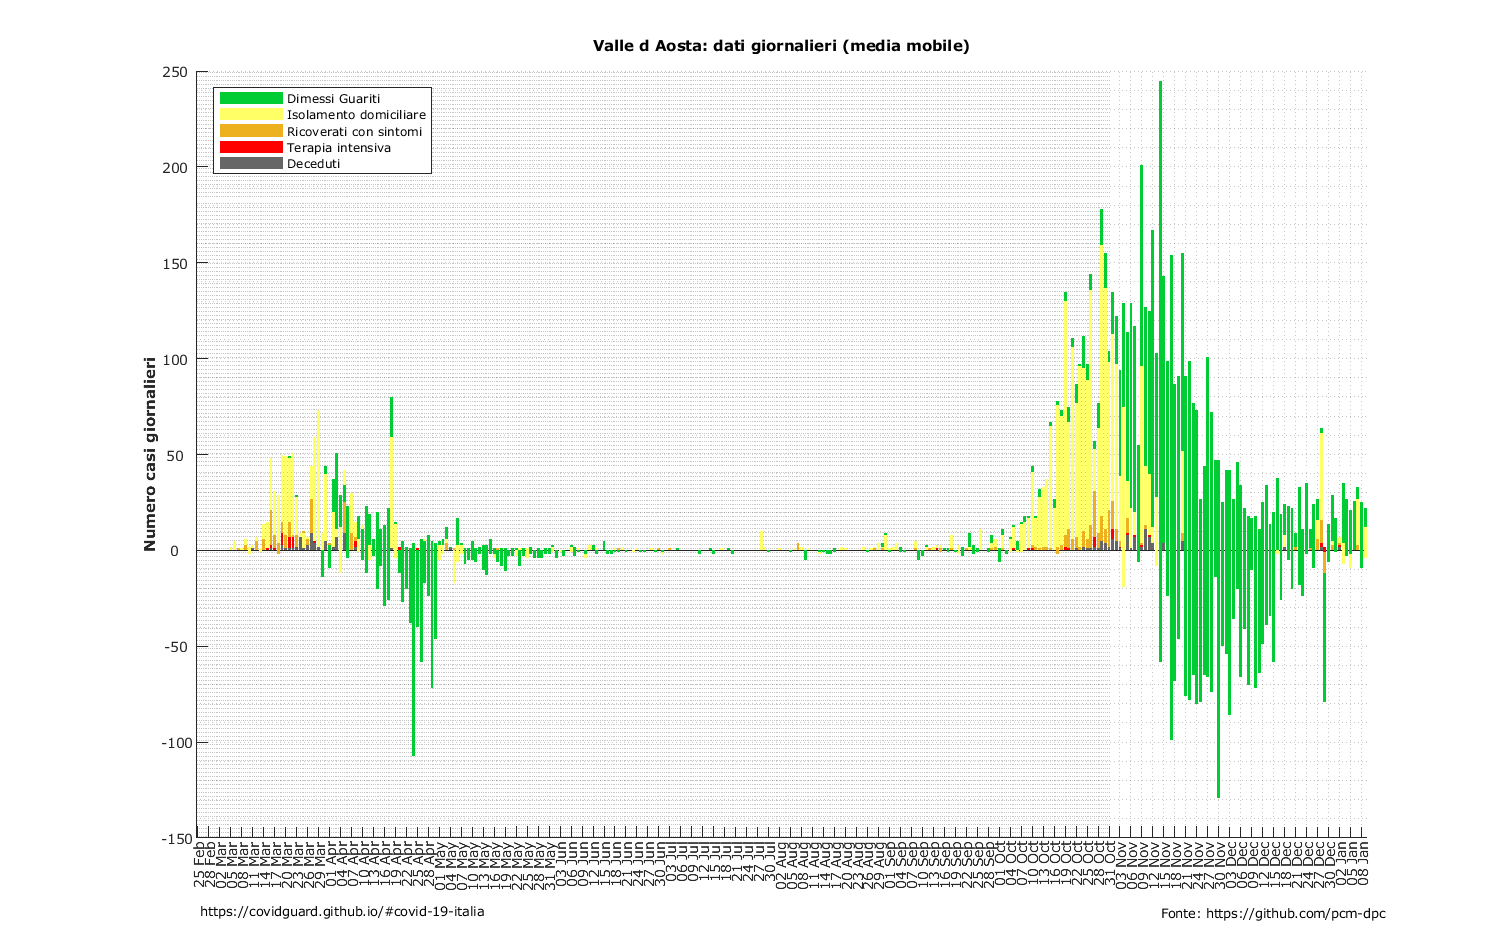 Valle d Aosta: dati giornalieri (media mobile)
250
200
150
100
50
0
-50
-100
-150
Numero casi giornalieri
Dimessi Guariti
Isolamento domiciliare
Ricoverati con sintomi
Terapia intensiva
Deceduti
25 Feb
28 Feb
02 Mar
05 Mar
08 Mar
11 Mar
14 Mar
17 Mar
20 Mar
23 Mar
26 Mar
29 Mar
01 Apr
04 Apr
07 Apr
10 Apr
13 Apr
16 Apr
19 Apr
22 Apr
25 Apr
28 Apr
01 May
04 May
07 May
10 May
13 May
16 May
19 May
22 May
25 May
28 May
31 May
03 Jun
06 Jun
09 Jun
12 Jun
15 Jun
18 Jun
21 Jun
24 Jun
27 Jun
30 Jun
03 Jul
06 Jul
09 Jul
12 Jul
15 Jul
18 Jul
21 Jul
24 Jul
27 Jul
30 Jul
02 Aug
05 Aug
08 Aug
11 Aug
14 Aug
17 Aug
20 Aug
23 Aug
26 Aug
29 Aug
01 Sep
04 Sep
07 Sep
10 Sep
13 Sep
16 Sep
19 Sep
22 Sep
25 Sep
28 Sep
01 Oct
04 Oct
07 Oct
10 Oct
13 Oct
16 Oct
19 Oct
22 Oct
25 Oct
28 Oct
31 Oct
03 Nov
06 Nov
09 Nov
12 Nov
15 Nov
18 Nov
21 Nov
24 Nov
27 Nov
30 Nov
03 Dec
06 Dec
09 Dec
12 Dec
15 Dec
18 Dec
21 Dec
24 Dec
27 Dec
30 Dec
02 Jan
05 Jan
08 Jan
https://covidguard.github.io/#covid-19-italia
Fonte: https://github.com/pcm-dpc